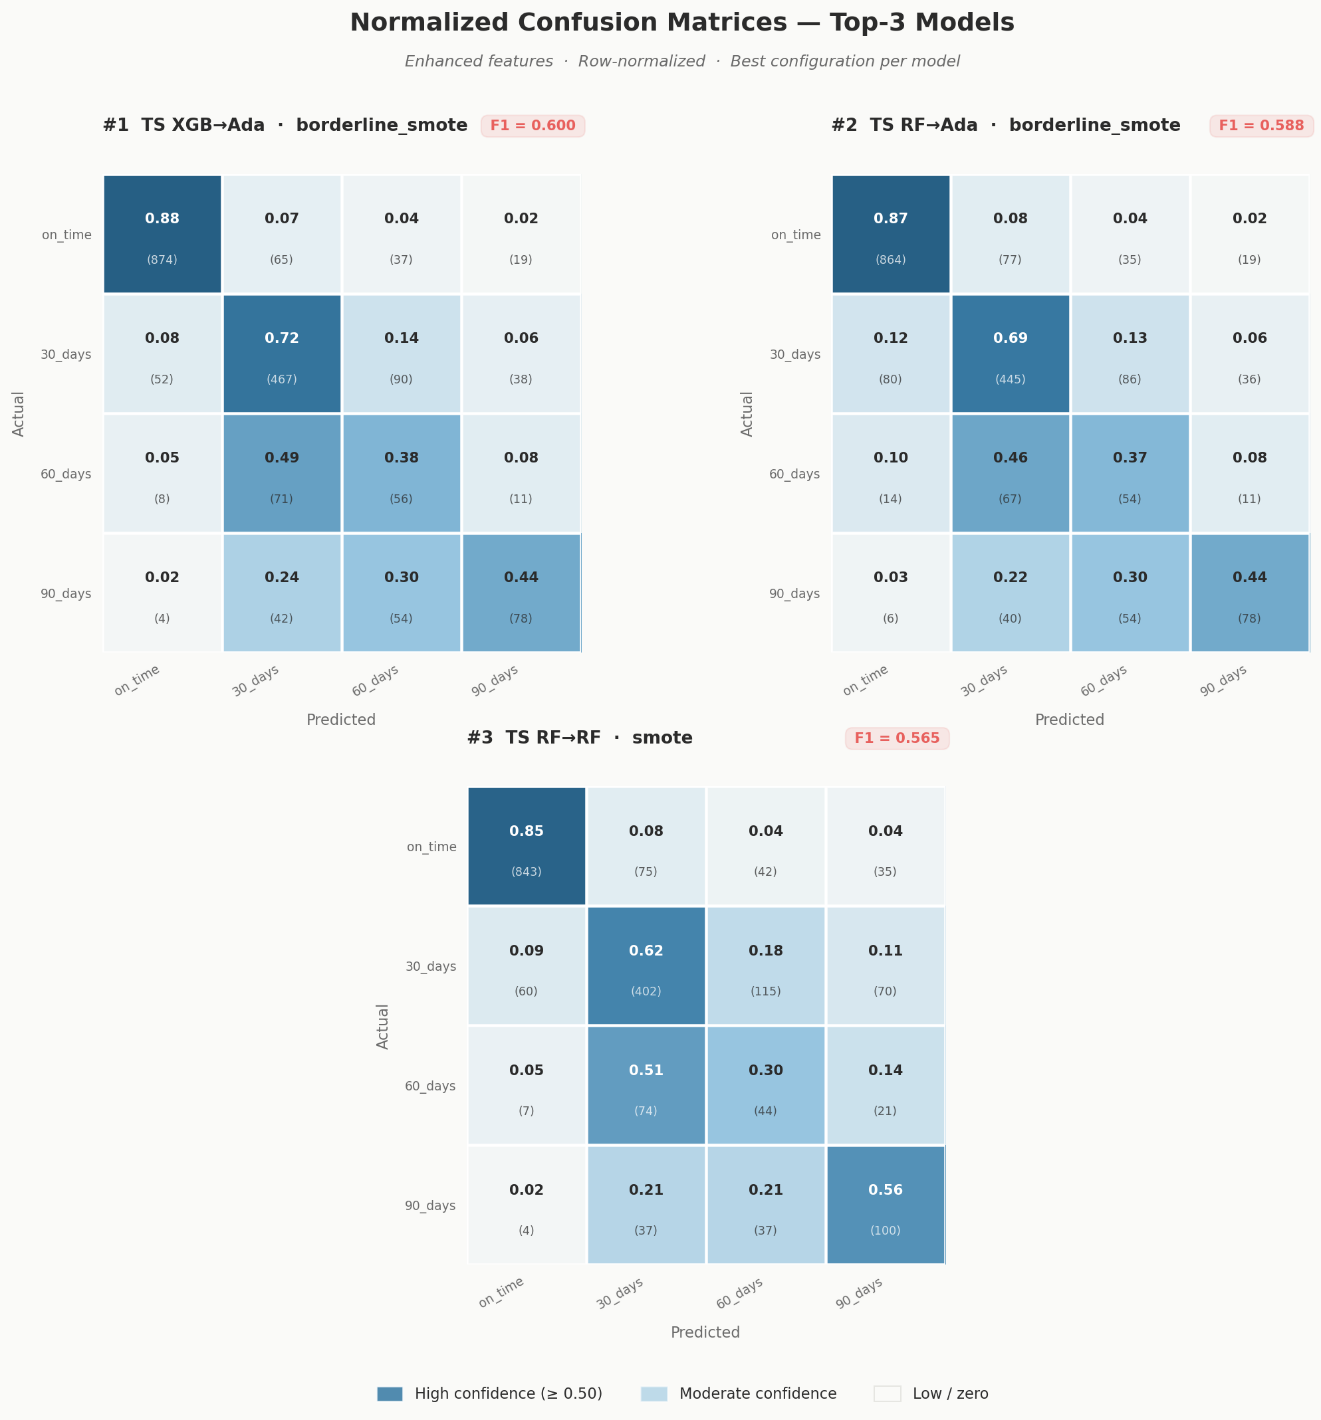 Normalized Confusion Matrices — Top-3 Models
Enhanced features · Row-normalized · Best configuration per model
#1 TS XGB→Ada · borderline_smote F1 = 0.600
Actual
on_time 0.88 0.07 0.04 0.02
(874) (65) (37) (19)
30_days 0.08 0.72 0.14 0.06
(52) (467) (90) (38)
60_days 0.05 0.49 0.38 0.08
(8) (71) (56) (11)
90_days 0.02 0.24 0.30 0.44
(4) (42) (54) (78)
on_time 30_days 60_days 90_days
Predicted
#2 TS RF→Ada · borderline_smote F1 = 0.588
Actual
on_time 0.87 0.08 0.04 0.02
(864) (77) (35) (19)
30_days 0.12 0.69 0.13 0.06
(80) (445) (86) (36)
60_days 0.10 0.46 0.37 0.08
(14) (67) (54) (11)
90_days 0.03 0.22 0.30 0.44
(6) (40) (54) (78)
on_time 30_days 60_days 90_days
Predicted
#3 TS RF→RF · smote F1 = 0.565
Actual
on_time 0.85 0.08 0.04 0.04
(843) (75) (42) (35)
30_days 0.09 0.62 0.18 0.11
(60) (402) (115) (70)
60_days 0.05 0.51 0.30 0.14
(7) (74) (44) (21)
90_days 0.02 0.21 0.21 0.56
(4) (37) (37) (100)
on_time 30_days 60_days 90_days
Predicted
High confidence (≥ 0.50) Moderate confidence Low / zero